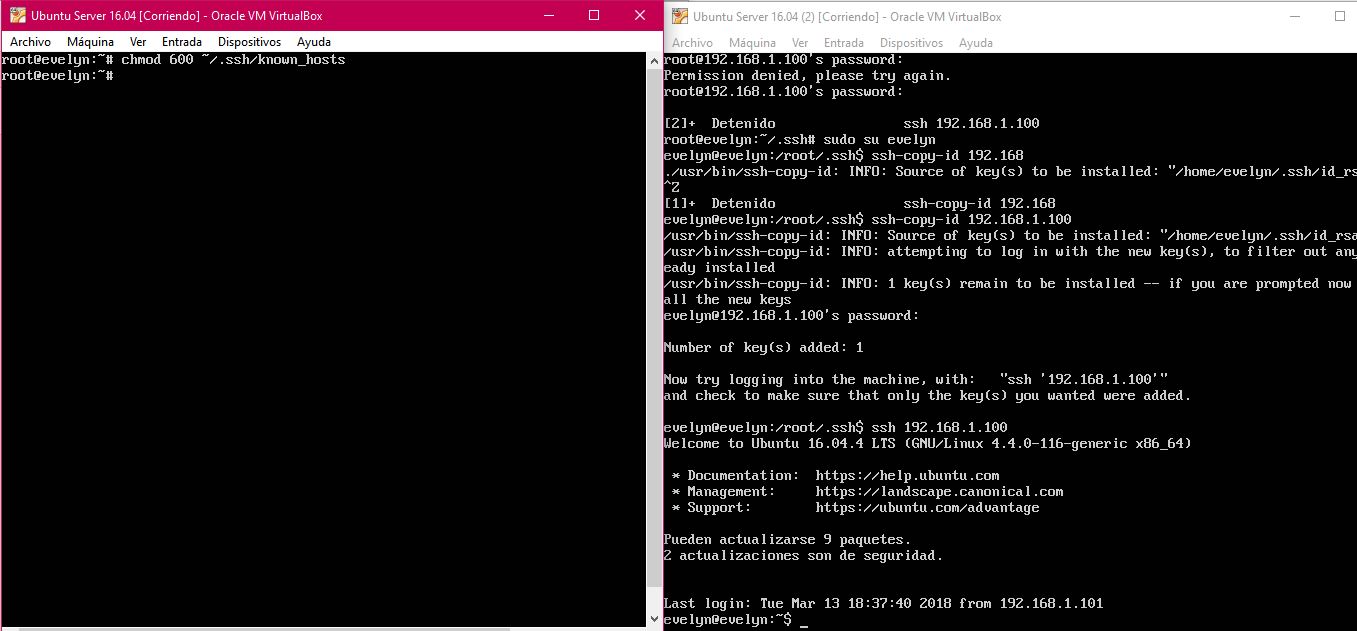 Ubuntu Server 16.04 [Corriendo] - Oracle VM VirtualBox
Archivo Máquina Ver Entrada Dispositivos Ayuda
root@evelyn:~# chmod 600 ~/.ssh/known_hosts
root@evelyn:~#
Ubuntu Server 16.04 (2) [Corriendo] - Oracle VM VirtualBox
Archivo Máquina Ver Entrada Dispositivos Ayuda
root@192.168.1.100's password:
Permission denied, please try again.
root@192.168.1.100's password:
[2]+ Detenido ssh 192.168.1.100
root@evelyn:~/.ssh# sudo su evelyn
evelyn@evelyn:/root/.ssh$ ssh-copy-id 192.168
./usr/bin/ssh-copy-id: INFO: Source of key(s) to be installed: "/home/evelyn/.ssh/id_rs
^Z
[1]+ Detenido ssh-copy-id 192.168
evelyn@evelyn:/root/.ssh$ ssh-copy-id 192.168.1.100
/usr/bin/ssh-copy-id: INFO: Source of key(s) to be installed: "/home/evelyn/.ssh/id_rsa
/usr/bin/ssh-copy-id: INFO: attempting to log in with the new key(s), to filter out any
eady installed
/usr/bin/ssh-copy-id: INFO: 1 key(s) remain to be installed -- if you are prompted now
all the new keys
evelyn@192.168.1.100's password:
Number of key(s) added: 1
Now try logging into the machine, with: "ssh '192.168.1.100'"
and check to make sure that only the key(s) you wanted were added.
evelyn@evelyn:/root/.ssh$ ssh 192.168.1.100
Welcome to Ubuntu 16.04.4 LTS (GNU/Linux 4.4.0-116-generic x86_64)
* Documentation: https://help.ubuntu.com
* Management: https://landscape.canonical.com
* Support: https://ubuntu.com/advantage
Pueden actualizarse 9 paquetes.
2 actualizaciones son de seguridad.
Last login: Tue Mar 13 18:37:40 2018 from 192.168.1.101
evelyn@evelyn:~$ _